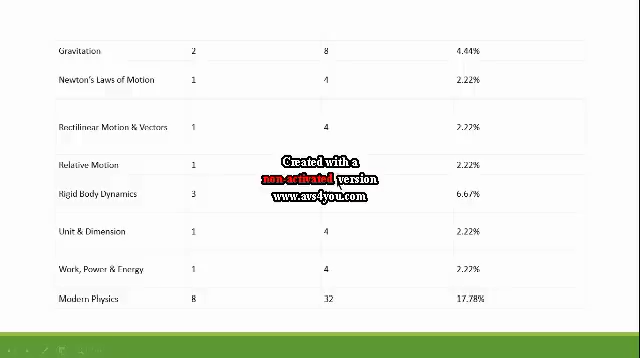 Gravitation 2 8 4.44%
Newton's Laws of Motion 1 4 2.22%
Rectilinear Motion & Vectors 1 4 2.22%
Relative Motion 1 2.22%
Rigid Body Dynamics 3 6.67%
Unit & Dimension 1 4 2.22%
Work, Power & Energy 1 4 2.22%
Modern Physics 8 32 17.78%
Created with a
non-activated version
www.avs4you.com